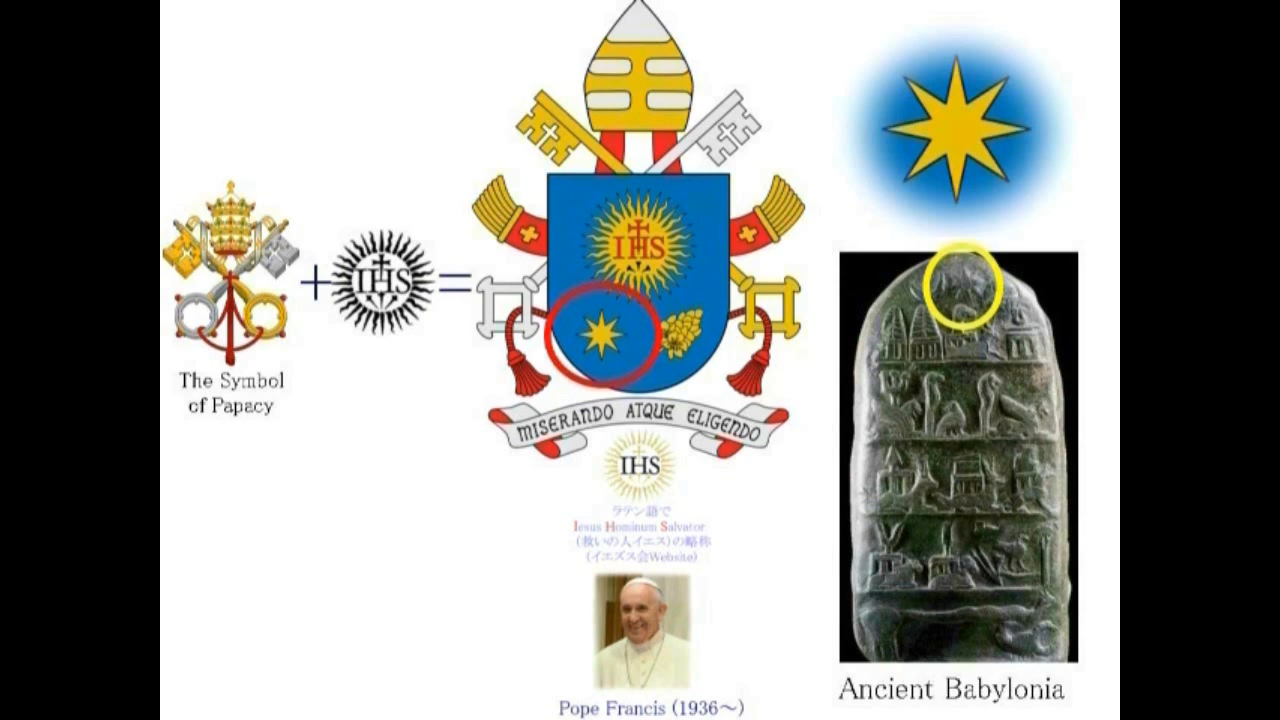 The Symbol
of Papacy
+
IHS
=
IHS
MISERANDO ATQUE ELIGENDO
IHS
ラテン語で
Iesus Hominum Salvator
(救いの人イエス)の略称
(イエズス会Website)
Pope Francis (1936～)
Ancient Babylonia